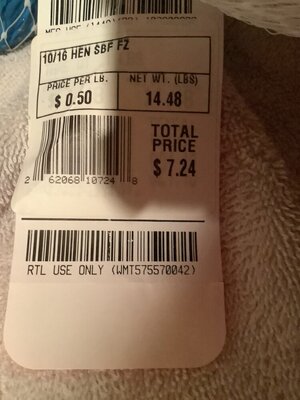 10/16 HEN SBF FZ
PRICE PER LB.
NET WT. (LBS)
$ 0.50
14.48
TOTAL
PRICE
$ 7.24
2 62068 10724 8
RTL USE ONLY (WMT575570042)